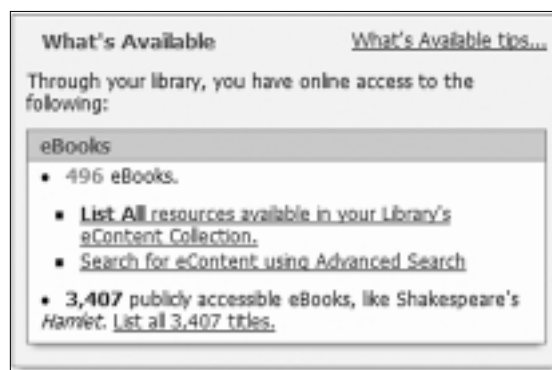 What's Available
What's Available tips...
Through your library, you have online access to the
following:
eBooks
• 496 eBooks.
▪ List All resources available in your Library's
eContent Collection.
▪ Search for eContent using Advanced Search
• 3,407 publicly accessible eBooks, like Shakespeare's
Hamlet. List all 3,407 titles.